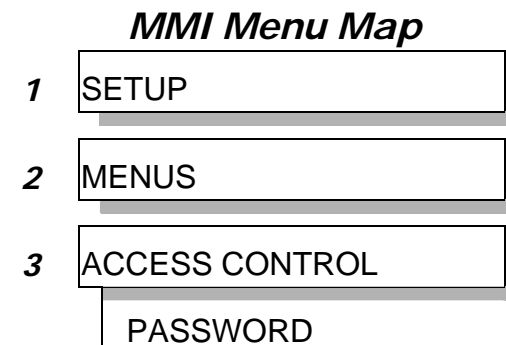 MMI Menu Map
1 SETUP
2 MENUS
3 ACCESS CONTROL
PASSWORD